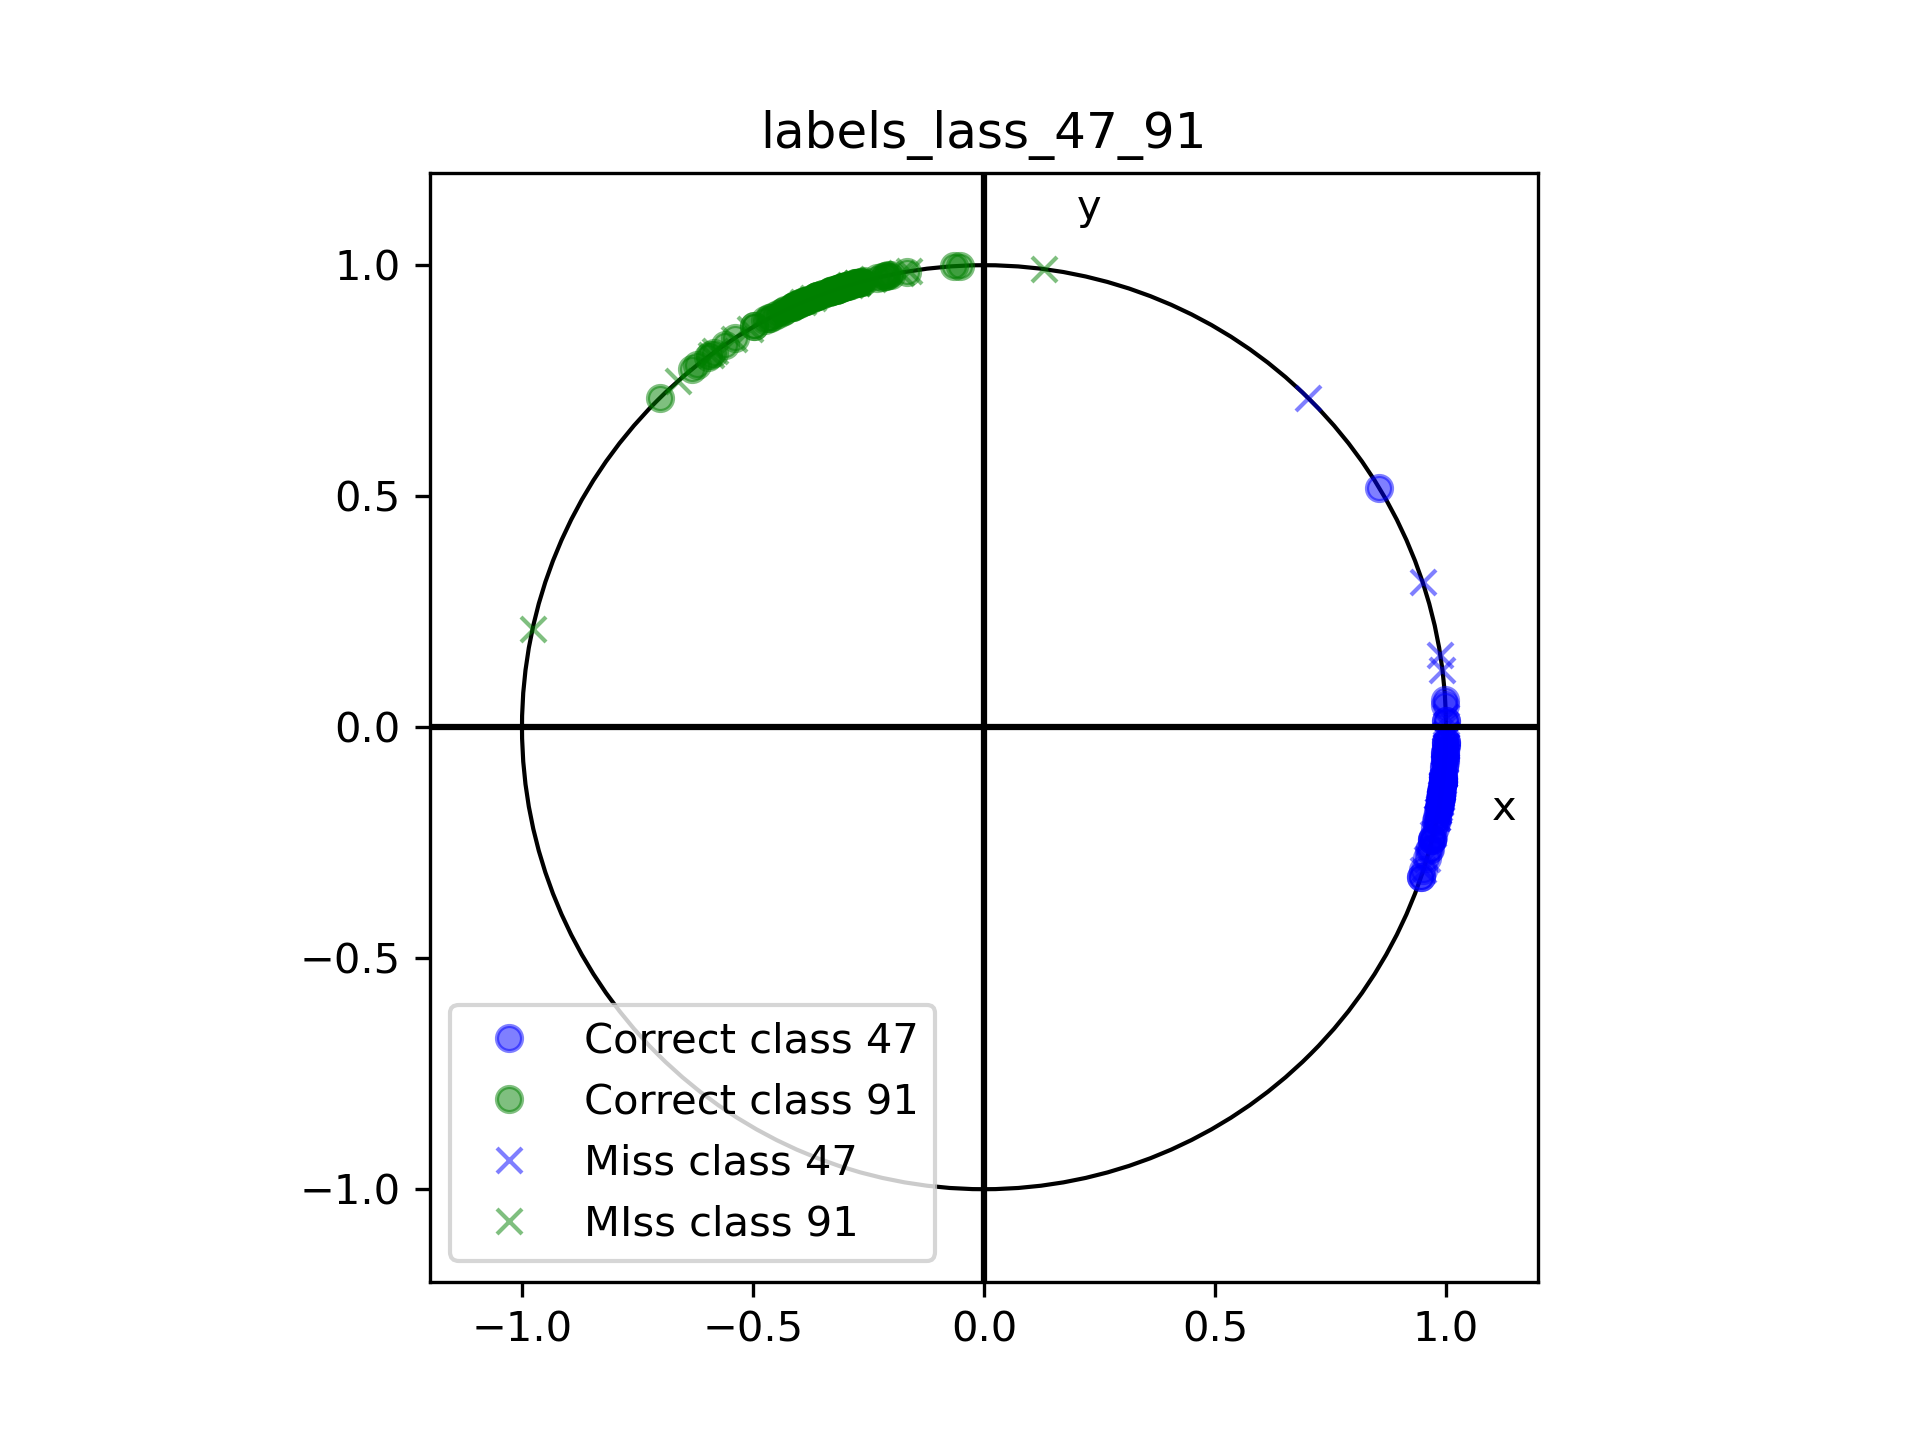 labels_lass_47_91
y
1.0
0.5
0.0
−0.5
−1.0
x
Correct class 47
Correct class 91
Miss class 47
MIss class 91
−1.0 −0.5 0.0 0.5 1.0